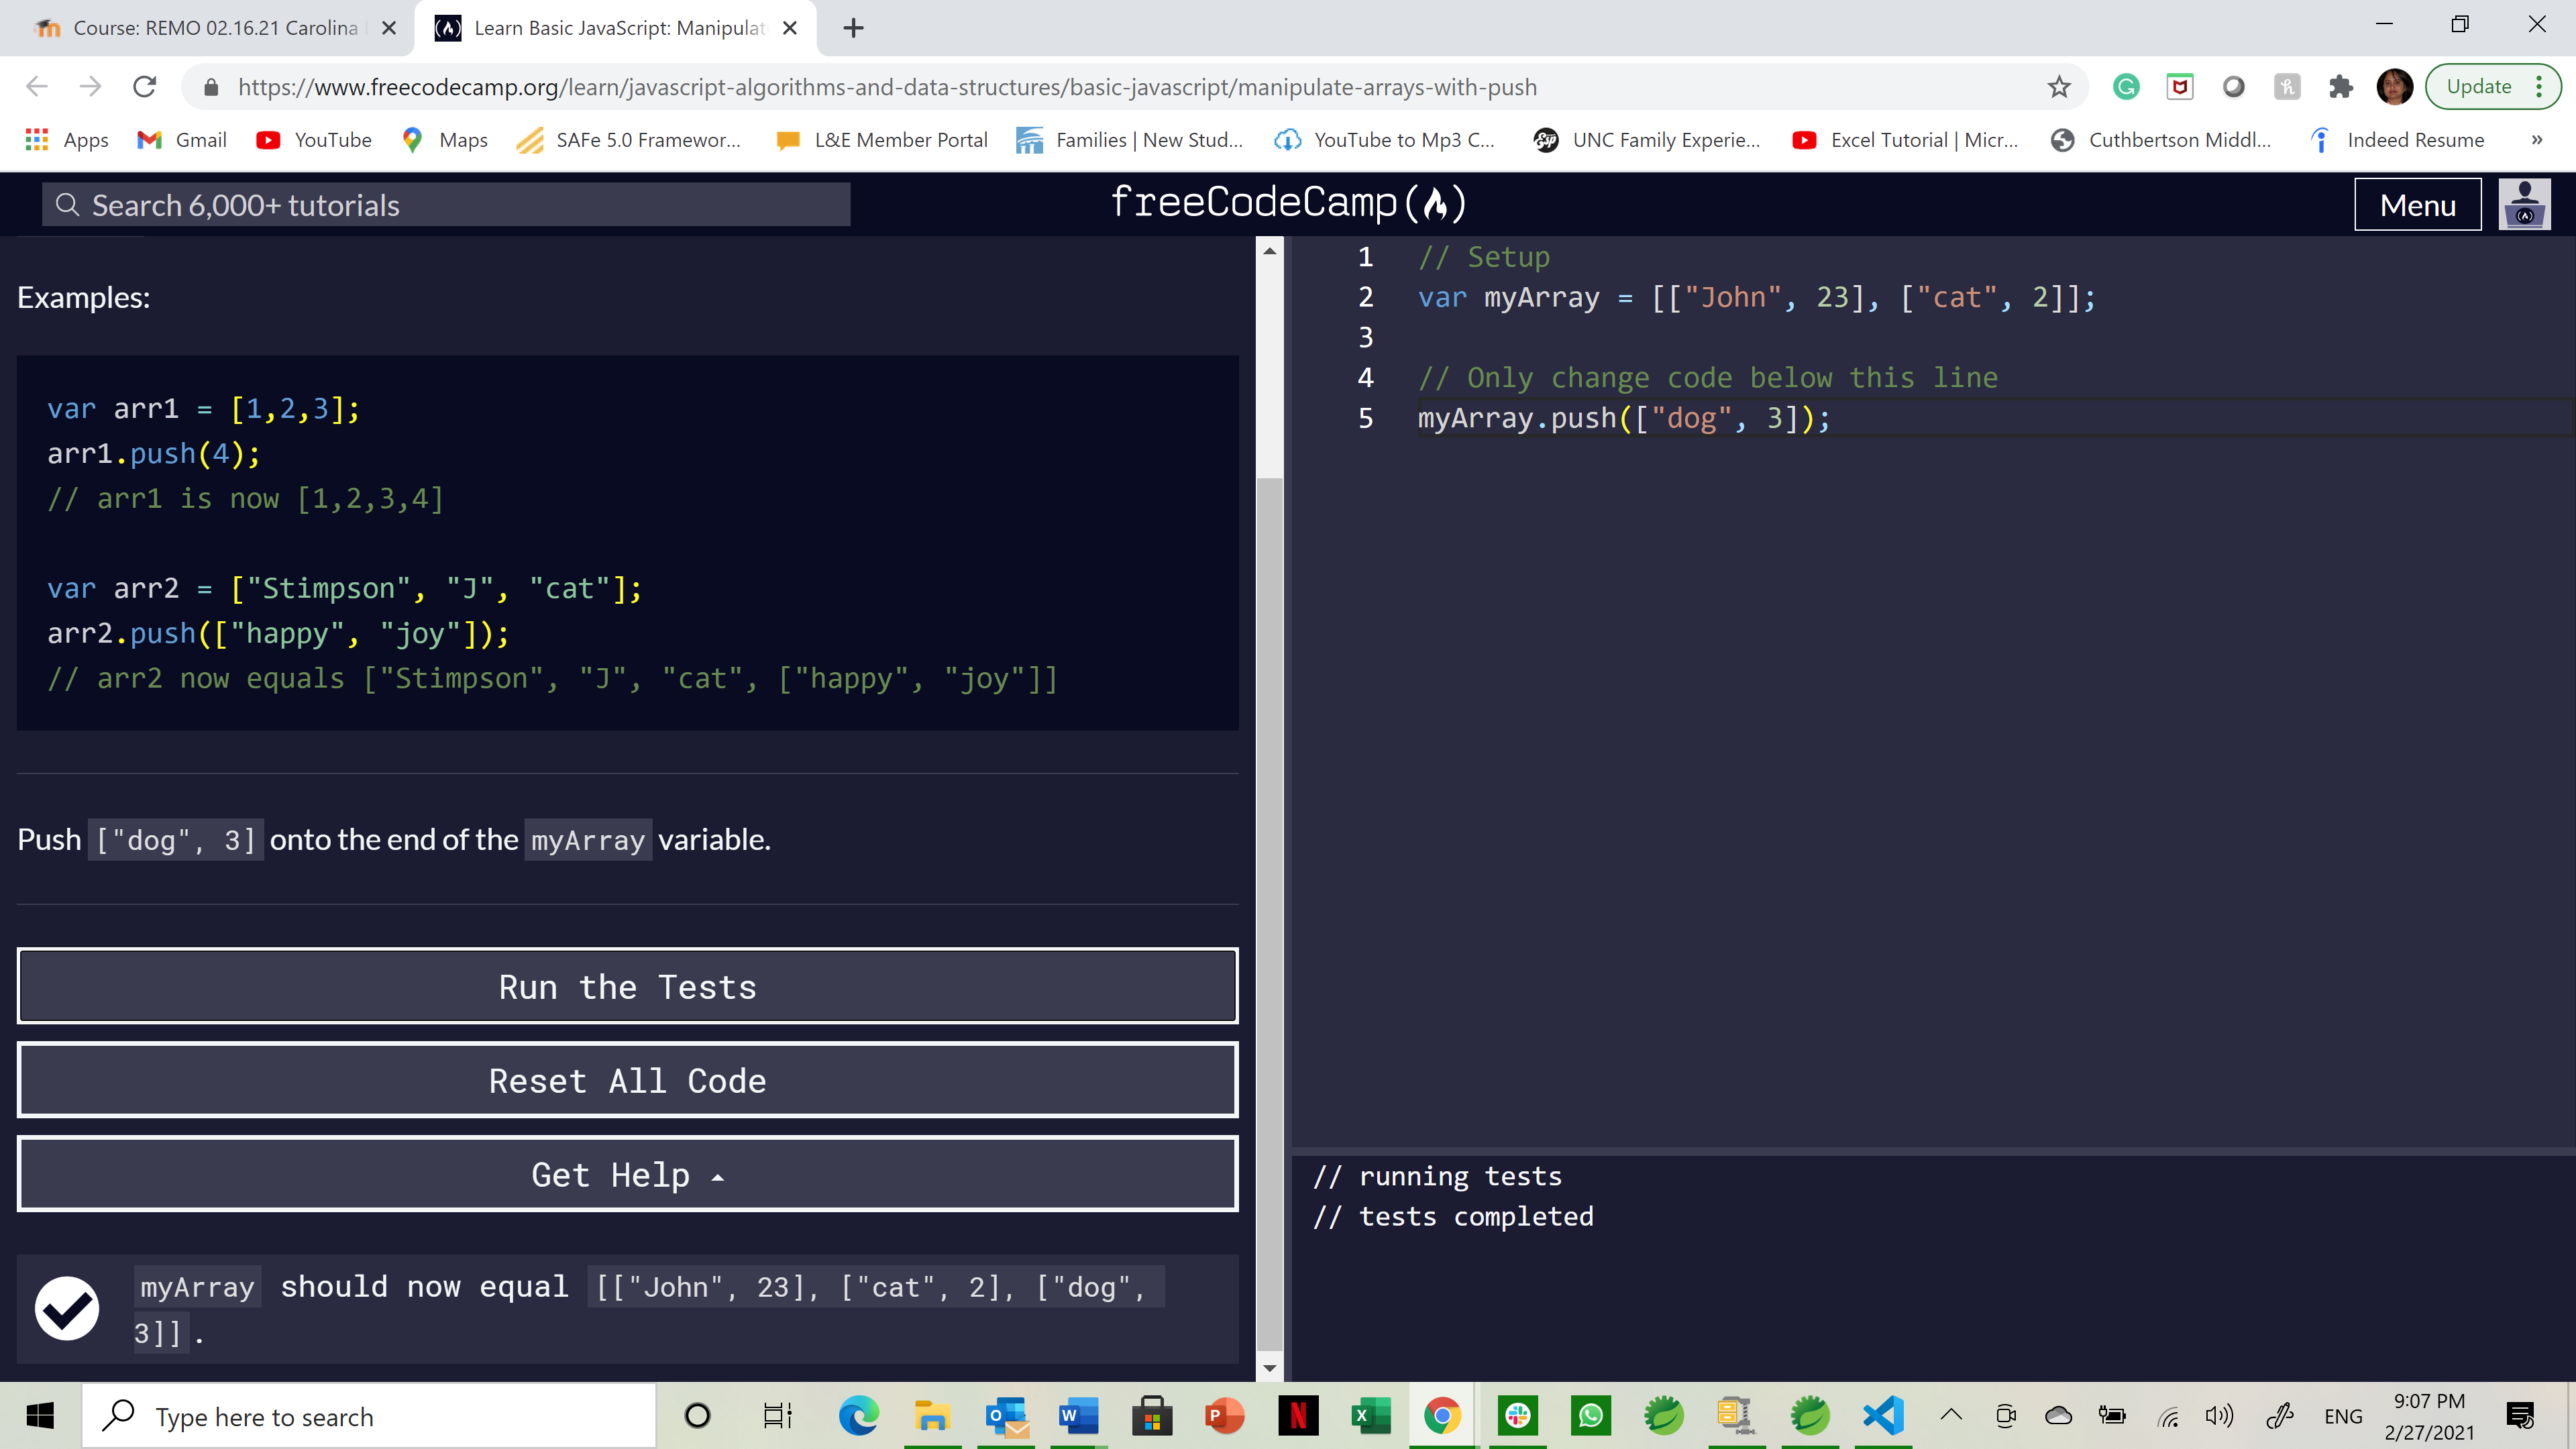 Course: REMO 02.16.21 Carolina
Learn Basic JavaScript: Manipulat
https://www.freecodecamp.org/learn/javascript-algorithms-and-data-structures/basic-javascript/manipulate-arrays-with-push
Update
Apps
Gmail
YouTube
Maps
SAFe 5.0 Framewor...
L&E Member Portal
Families | New Stud...
YouTube to Mp3 C...
UNC Family Experie...
Excel Tutorial | Micr...
Cuthbertson Middl...
Indeed Resume
»
Search 6,000+ tutorials
freeCodeCamp
Menu
Examples:
var arr1 = [1,2,3];
arr1.push(4);
// arr1 is now [1,2,3,4]
var arr2 = ["Stimpson", "J", "cat"];
arr2.push(["happy", "joy"]);
// arr2 now equals ["Stimpson", "J", "cat", ["happy", "joy"]]
Push ["dog", 3] onto the end of the myArray variable.
Run the Tests
Reset All Code
Get Help
myArray should now equal [["John", 23], ["cat", 2], ["dog",
3]].
1 // Setup
2 var myArray = [["John", 23], ["cat", 2]];
3
4 // Only change code below this line
5 myArray.push(["dog", 3]);
// running tests
// tests completed
Type here to search
ENG
9:07 PM
2/27/2021